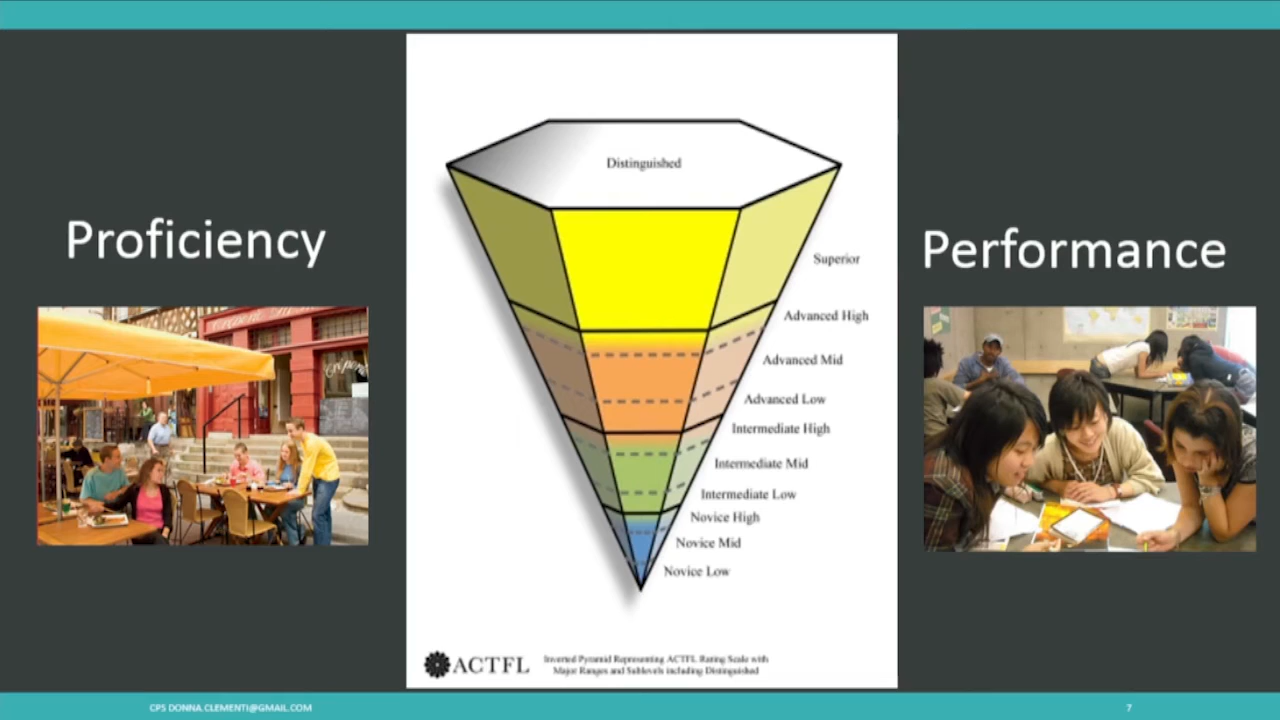 Proficiency
Distinguished
Superior
Advanced High
Advanced Mid
Advanced Low
Intermediate High
Intermediate Mid
Intermediate Low
Novice High
Novice Mid
Novice Low
ACTFL
Inverted Pyramid Representing ACTFL Rating Scale with
Major Ranges and Sublevels including Distinguished
Performance
CPS DONNA.CLEMENTI@GMAIL.COM
7